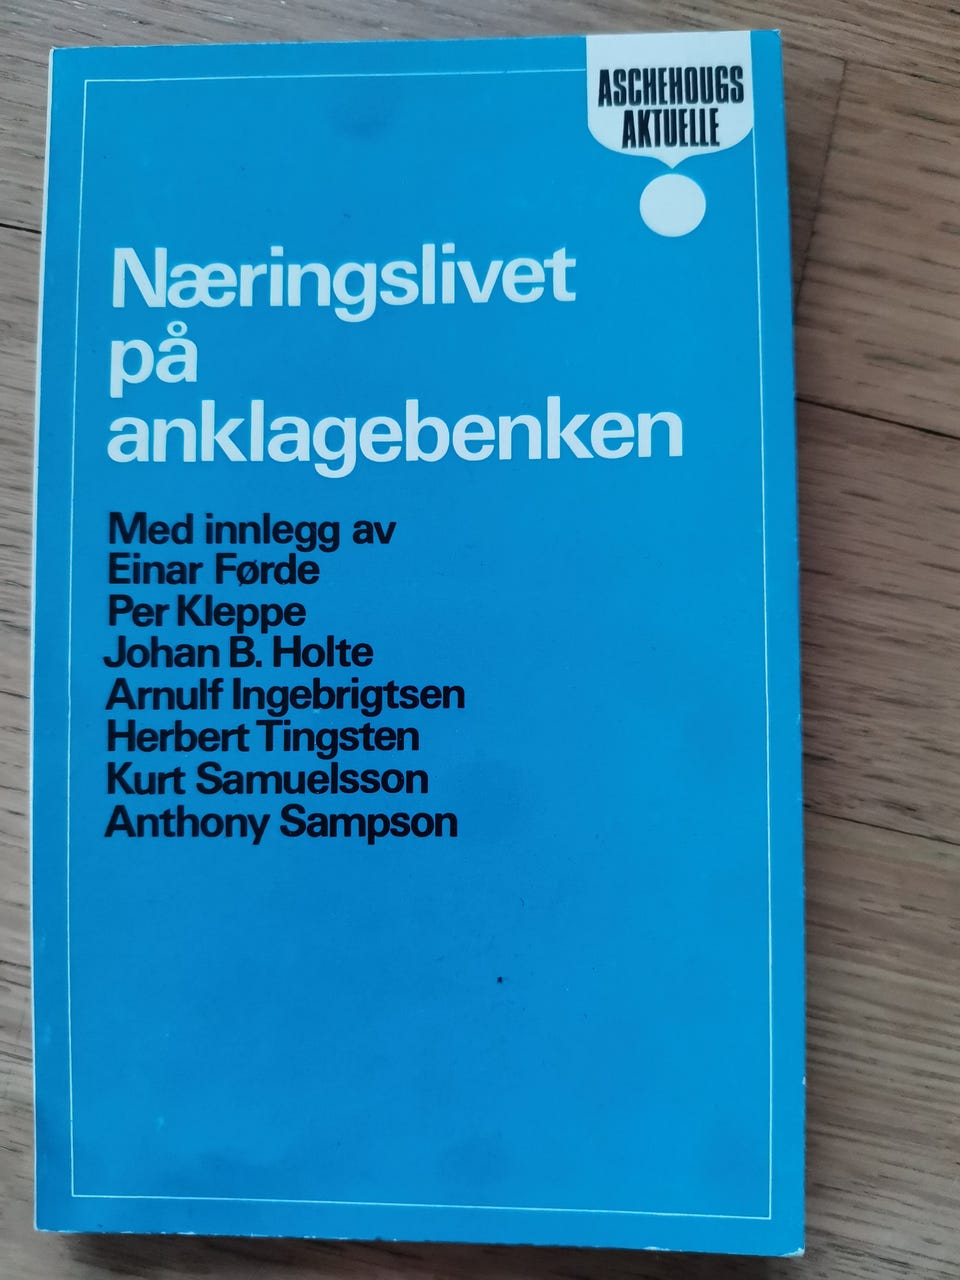 ASCHEHOUGS
AKTUELLE
Næringslivet
på
anklagebenken
Med innlegg av
Einar Førde
Per Kleppe
Johan B. Holte
Arnulf Ingebrigtsen
Herbert Tingsten
Kurt Samuelsson
Anthony Sampson